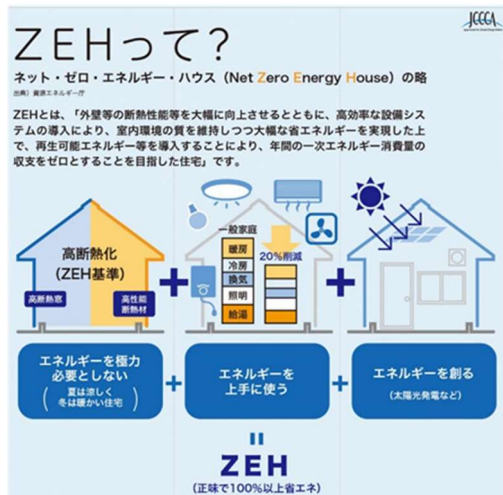 JCCCA
ZEHって?
ネット・ゼロ・エネルギー・ハウス（Net Zero Energy House）の略
出典）資源エネルギー庁
ZEHとは、「外壁等の断熱性能等を大幅に向上させるとともに、高効率な設備シス
テムの導入により、室内環境の質を維持しつつ大幅な省エネルギーを実現した上
で、再生可能エネルギー等を導入することにより、年間の一次エネルギー消費量の
収支をゼロとすることを目指した住宅」です。
高断熱化
（ZEH基準）
高断熱窓
高性能
断熱材
+
一般家庭
暖房
冷房
換気
照明
給湯
20%削減
+
エネルギーを極力
必要としない
（夏は涼しく
冬は暖かい住宅）
+
エネルギーを
上手に使う
+
エネルギーを創る
（太陽光発電など）
=
ZEH
（正味で100%以上省エネ）